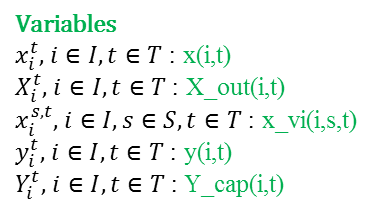 Variables
x_i^t, i ∈ I, t ∈ T : x(i,t)
X_i^t, i ∈ I, t ∈ T : X_out(i,t)
x_i^{s,t}, i ∈ I, s ∈ S, t ∈ T : x_vi(i,s,t)
y_i^t, i ∈ I, t ∈ T : y(i,t)
Y_i^t, i ∈ I, t ∈ T : Y_cap(i,t)